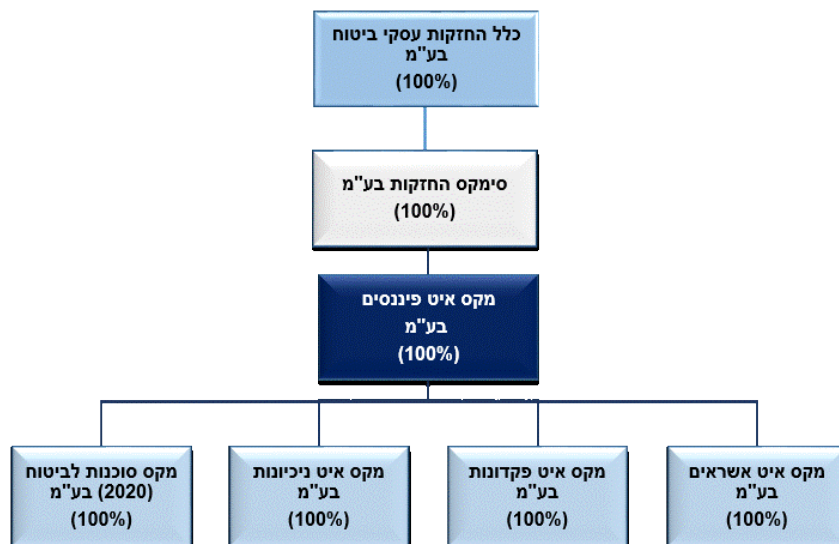 כלל החזקות עסקי ביטוח
בע"מ
(100%)
סימקס החזקות בע"מ
(100%)
מקס איט פיננסים
בע"מ
(100%)
מקס איט אשראים
בע"מ
(100%)
מקס איט פקדונות
בע"מ
(100%)
מקס איט ניכיונות
בע"מ
(100%)
מקס סוכנות לביטוח
(2020) בע"מ
(100%)